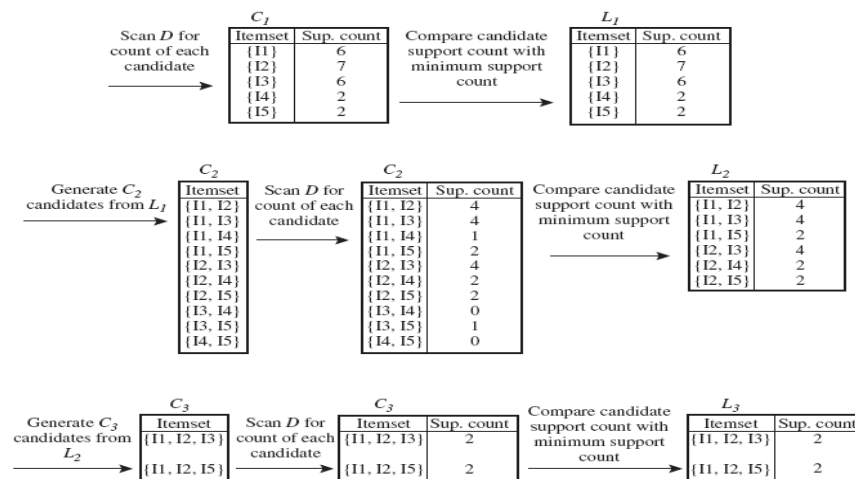 C1
Scan D for
count of each
candidate
Itemset Sup. count
{I1} 6
{I2} 7
{I3} 6
{I4} 2
{I5} 2
Compare candidate
support count with
minimum support
count
L1
Itemset Sup. count
{I1} 6
{I2} 7
{I3} 6
{I4} 2
{I5} 2
Generate C2
candidates from L1
C2
Itemset
{I1, I2}
{I1, I3}
{I1, I4}
{I1, I5}
{I2, I3}
{I2, I4}
{I2, I5}
{I3, I4}
{I3, I5}
{I4, I5}
Scan D for
count of each
candidate
C2
Itemset Sup. count
{I1, I2} 4
{I1, I3} 4
{I1, I4} 1
{I1, I5} 2
{I2, I3} 4
{I2, I4} 2
{I2, I5} 2
{I3, I4} 0
{I3, I5} 1
{I4, I5} 0
Compare candidate
support count with
minimum support
count
L2
Itemset Sup. count
{I1, I2} 4
{I1, I3} 4
{I1, I5} 2
{I2, I3} 4
{I2, I4} 2
{I2, I5} 2
Generate C3
candidates from
L2
C3
Itemset
{I1, I2, I3}
{I1, I2, I5}
Scan D for
count of each
candidate
C3
Itemset Sup. count
{I1, I2, I3} 2
{I1, I2, I5} 2
Compare candidate
support count with
minimum support
count
L3
Itemset Sup. count
{I1, I2, I3} 2
{I1, I2, I5} 2